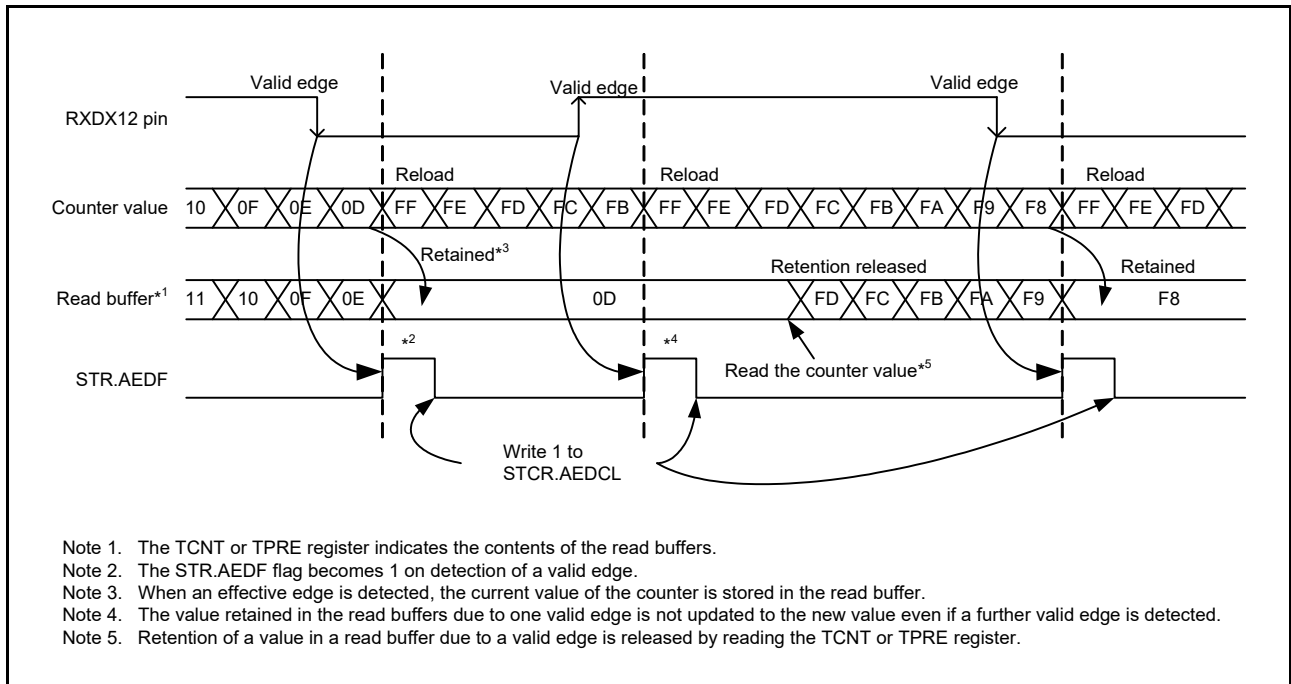 Valid edge
Valid edge
Valid edge
RXDX12 pin
Reload
Reload
Reload
Counter value 10 0F 0E 0D FF FE FD FC FB FF FE FD FC FB FA F9 F8 FF FE FD
Retained*3
Retention released
Retained
Read buffer*1 11 10 0F 0E 0D FD FC FB FA F9 F8
*2
*4
Read the counter value*5
STR.AEDF
Write 1 to
STCR.AEDCL
Note 1. The TCNT or TPRE register indicates the contents of the read buffers.
Note 2. The STR.AEDF flag becomes 1 on detection of a valid edge.
Note 3. When an effective edge is detected, the current value of the counter is stored in the read buffer.
Note 4. The value retained in the read buffers due to one valid edge is not updated to the new value even if a further valid edge is detected.
Note 5. Retention of a value in a read buffer due to a valid edge is released by reading the TCNT or TPRE register.